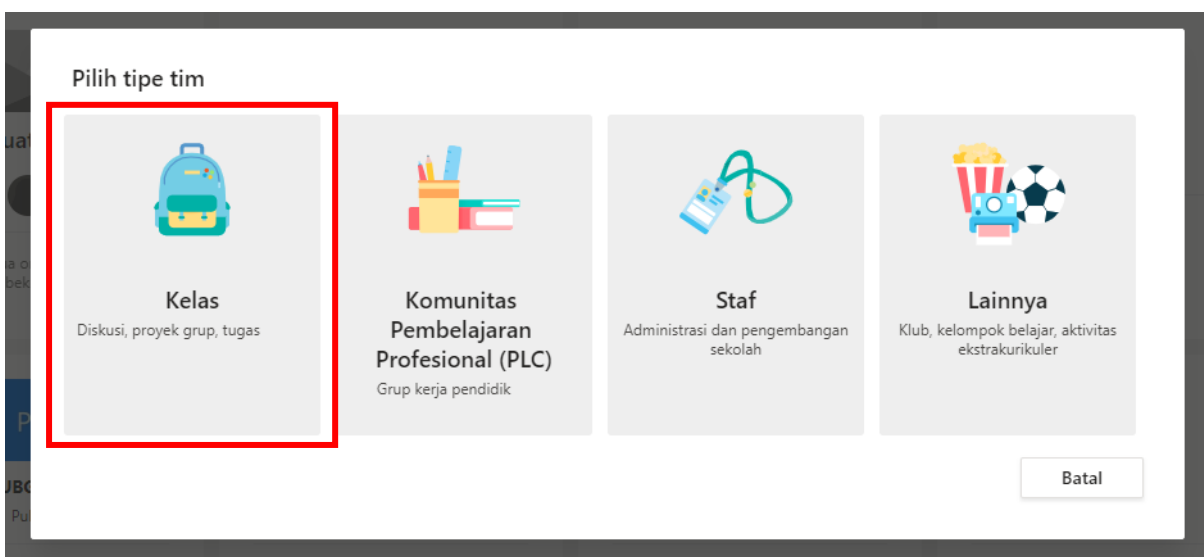 Pilih tipe tim
Kelas
Diskusi, proyek grup, tugas
Komunitas
Pembelajaran
Profesional (PLC)
Grup kerja pendidik
Staf
Administrasi dan pengembangan
sekolah
Lainnya
Klub, kelompok belajar, aktivitas
ekstrakurikuler
Batal